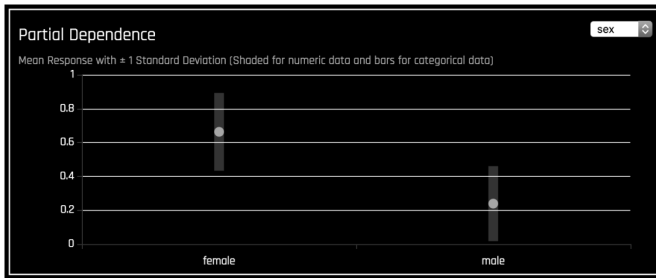 Partial Dependence
sex
Mean Response with ± 1 Standard Deviation (Shaded for numeric data and bars for categorical data)
1
0.8
0.6
0.4
0.2
0
female
male